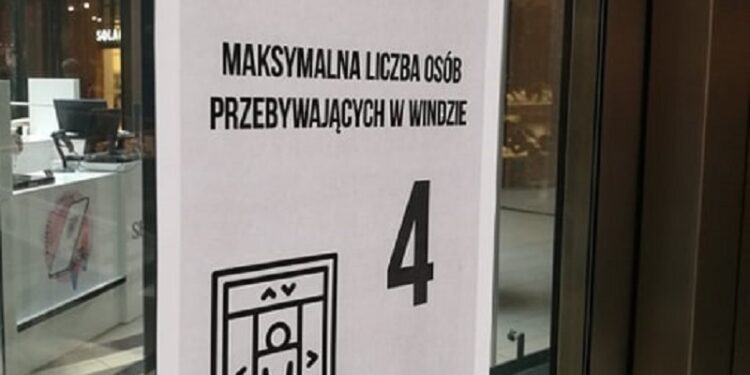 MAKSYMALNA LICZBA OSÓB
PRZEBYWAJĄCYCH W WINDZIE
4